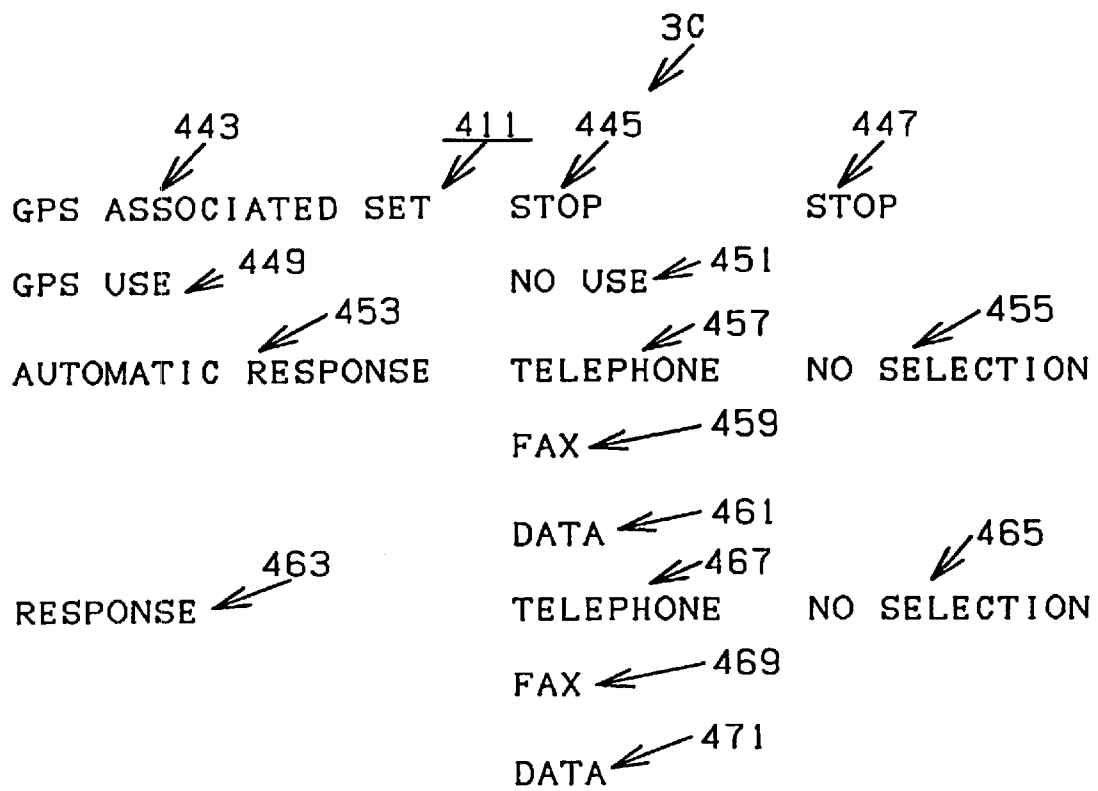 3C
443 411 445 447
GPS ASSOCIATED SET STOP STOP
449 451
GPS USE NO USE
453 457 455
AUTOMATIC RESPONSE TELEPHONE NO SELECTION
459
FAX
461
DATA
463 467 465
RESPONSE TELEPHONE NO SELECTION
469
FAX
471
DATA